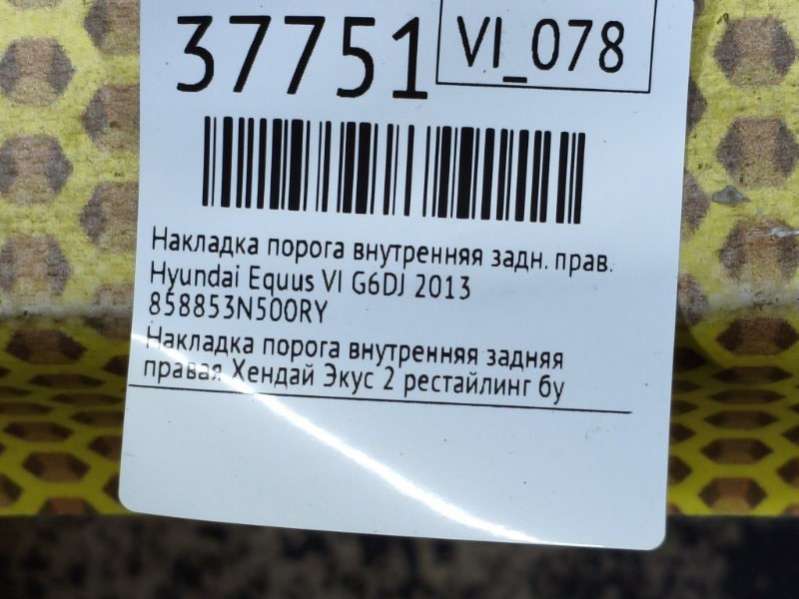 37751
VI_078
Накладка порога внутренняя задн. прав.
Hyundai Equus VI G6DJ 2013
858853N500RY
Накладка порога внутренняя задняя
правая Хендай Экус 2 рестайлинг бу